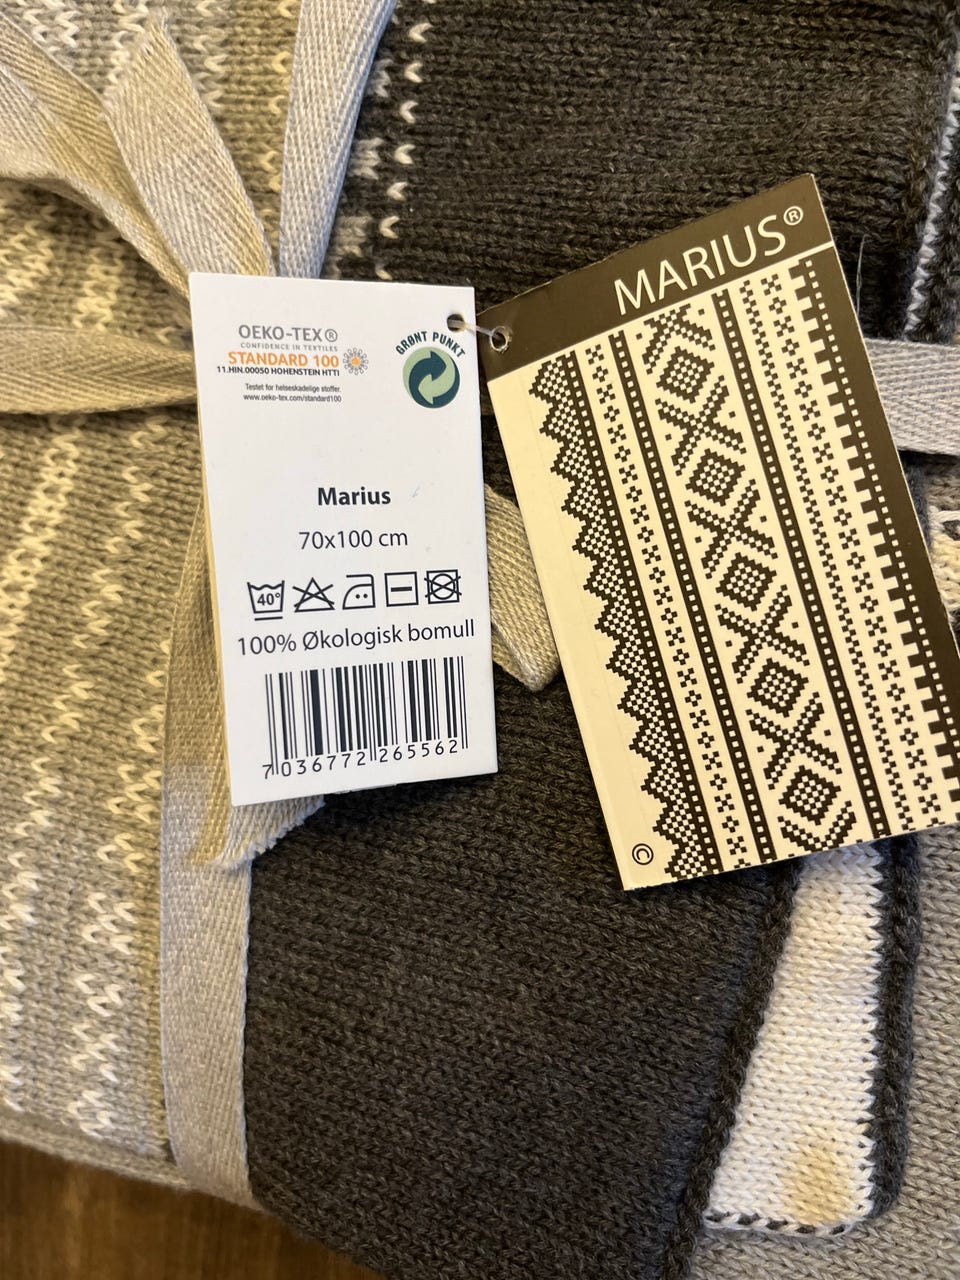 OEKO-TEX®
CONFIDENCE IN TEXTILES
STANDARD 100
11.HIN.00050 HOHENSTEIN HTTI
Testet for helseskadelige stoffer.
www.oeko-tex.com/standard100
GRØNT PUNKT
Marius
70x100 cm
40°
100% Økologisk bomull
7 036772 265562
MARIUS®
©